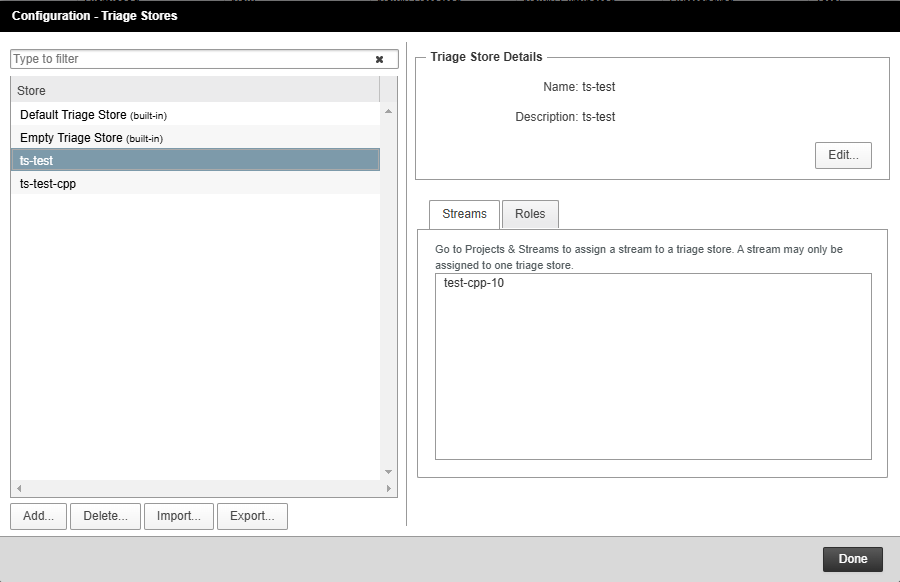 Configuration - Triage Stores
Type to filter
Store
Default Triage Store (built-in)
Empty Triage Store (built-in)
ts-test
ts-test-cpp
Add...
Delete...
Import...
Export...
Triage Store Details
Name: ts-test
Description: ts-test
Edit...
Streams
Roles
Go to Projects & Streams to assign a stream to a triage store. A stream may only be
assigned to one triage store.
test-cpp-10
Done